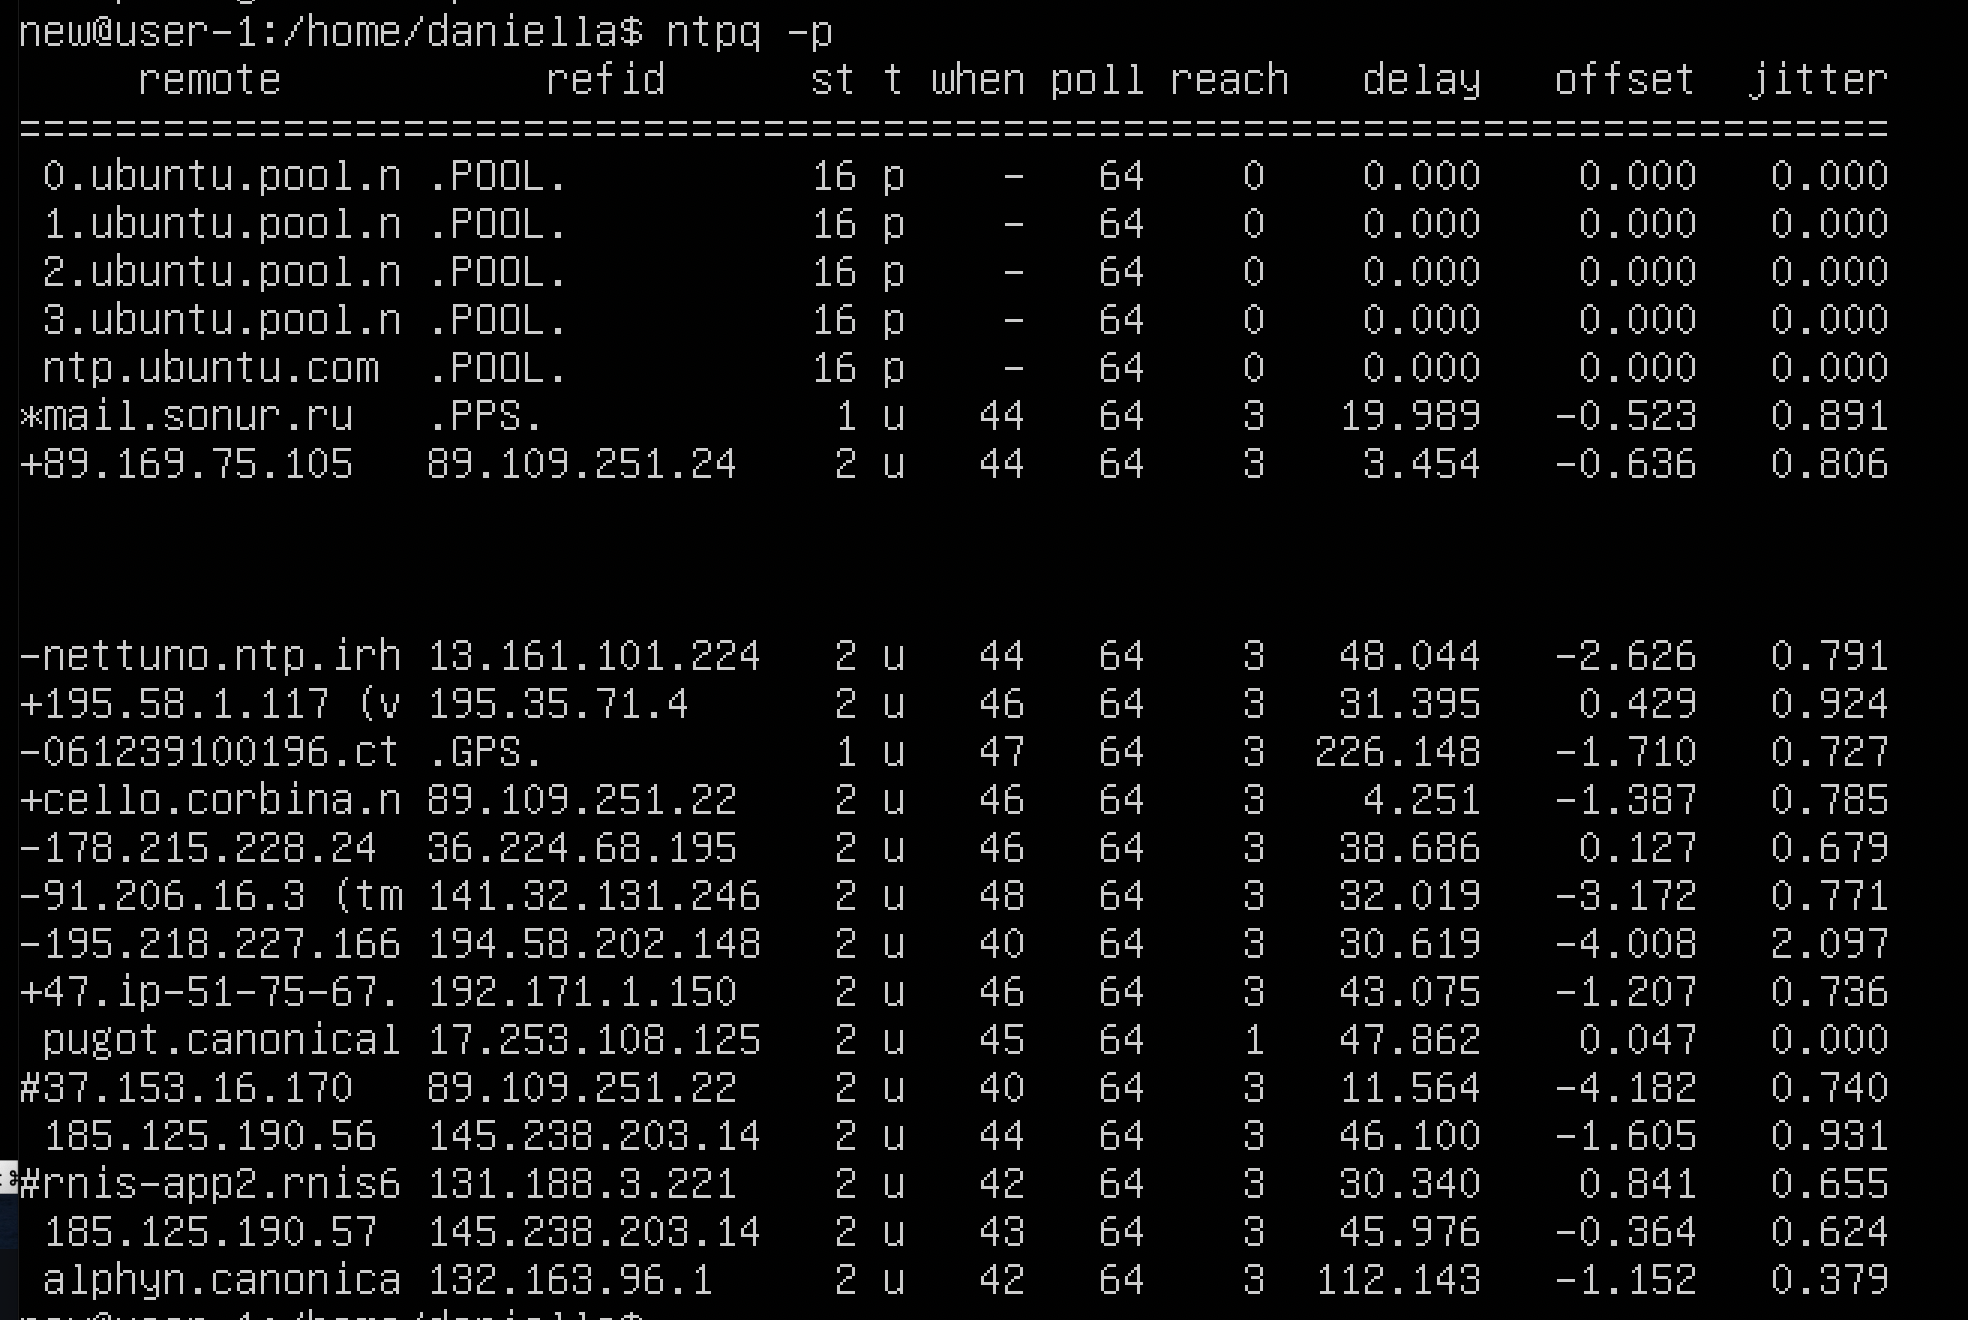 new@user-1:/home/daniella$ ntpq -p
     remote           refid      st t when poll reach   delay   offset  jitter
==============================================================================
 0.ubuntu.pool.n .POOL.          16 p    -   64    0    0.000    0.000   0.000
 1.ubuntu.pool.n .POOL.          16 p    -   64    0    0.000    0.000   0.000
 2.ubuntu.pool.n .POOL.          16 p    -   64    0    0.000    0.000   0.000
 3.ubuntu.pool.n .POOL.          16 p    -   64    0    0.000    0.000   0.000
 ntp.ubuntu.com  .POOL.          16 p    -   64    0    0.000    0.000   0.000
*mail.sonur.ru   .PPS.            1 u   44   64    3   19.989   -0.523   0.891
+89.169.75.105   89.109.251.24    2 u   44   64    3    3.454   -0.636   0.806
-nettuno.ntp.irh 13.161.101.224   2 u   44   64    3   48.044   -2.626   0.791
+195.58.1.117 (v 195.35.71.4      2 u   46   64    3   31.395    0.429   0.924
-061239100196.ct .GPS.            1 u   47   64    3  226.148   -1.710   0.727
+cello.corbina.n 89.109.251.22    2 u   46   64    3    4.251   -1.387   0.785
-178.215.228.24  36.224.68.195    2 u   46   64    3   38.686    0.127   0.679
-91.206.16.3 (tm 141.32.131.246   2 u   48   64    3   32.019   -3.172   0.771
-195.218.227.166 194.58.202.148   2 u   40   64    3   30.619   -4.008   2.097
+47.ip-51-75-67. 192.171.1.150    2 u   46   64    3   43.075   -1.207   0.736
 pugot.canonical 17.253.108.125   2 u   45   64    1   47.862    0.047   0.000
#37.153.16.170   89.109.251.22    2 u   40   64    3   11.564   -4.182   0.740
 185.125.190.56  145.238.203.14   2 u   44   64    3   46.100   -1.605   0.931
#rnis-app2.rnis6 131.188.3.221    2 u   42   64    3   30.340    0.841   0.655
 185.125.190.57  145.238.203.14   2 u   43   64    3   45.976   -0.364   0.624
 alphyn.canonica 132.163.96.1     2 u   42   64    3  112.143   -1.152   0.379
new@user-1:/home/daniella$